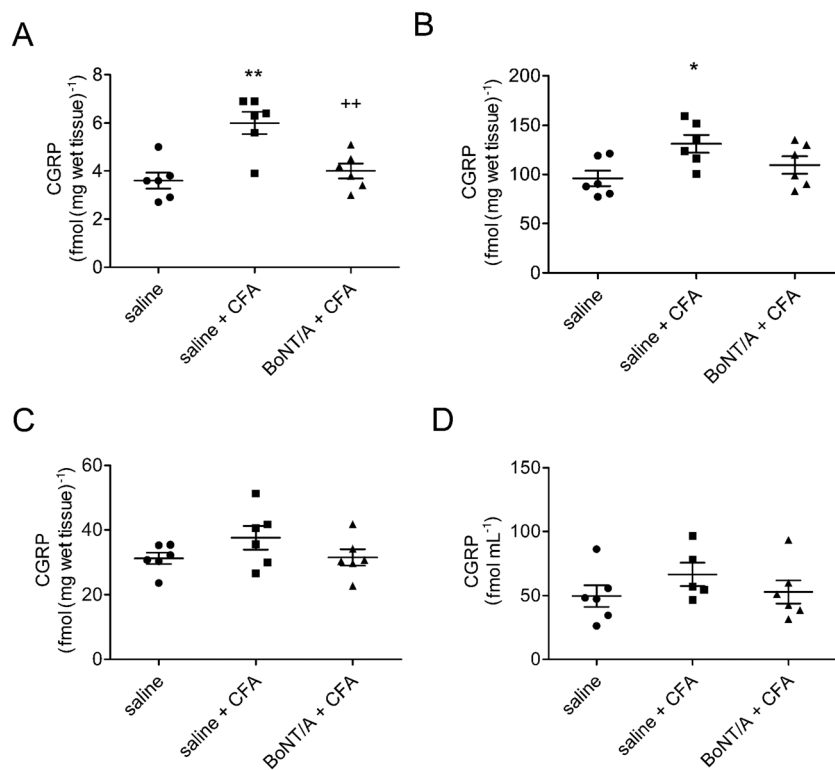 A
CGRP
(fmol (mg wet tissue)⁻¹)
8
6
4
2
0
**
++
saline
saline + CFA
BoNT/A + CFA
B
CGRP
(fmol (mg wet tissue)⁻¹)
200
150
100
50
0
*
saline
saline + CFA
BoNT/A + CFA
C
CGRP
(fmol (mg wet tissue)⁻¹)
60
40
20
0
saline
saline + CFA
BoNT/A + CFA
D
CGRP
(fmol mL⁻¹)
150
100
50
0
saline
saline + CFA
BoNT/A + CFA